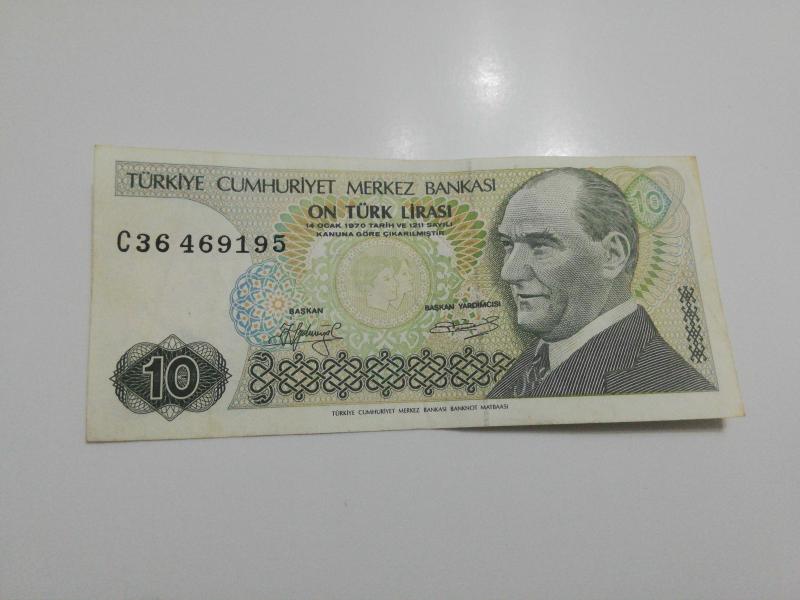 TÜRKİYE CUMHURİYET MERKEZ BANKASI
ON TÜRK LİRASI
14 OCAK 1970 TARİH VE 1211 SAYILI
KANUNA GÖRE ÇIKARILMIŞTIR
10
C36 469195
BAŞKAN
BAŞKAN YARDIMCISI
10
TÜRKİYE CUMHURİYET MERKEZ BANKASI BANKNOT MATBAASI